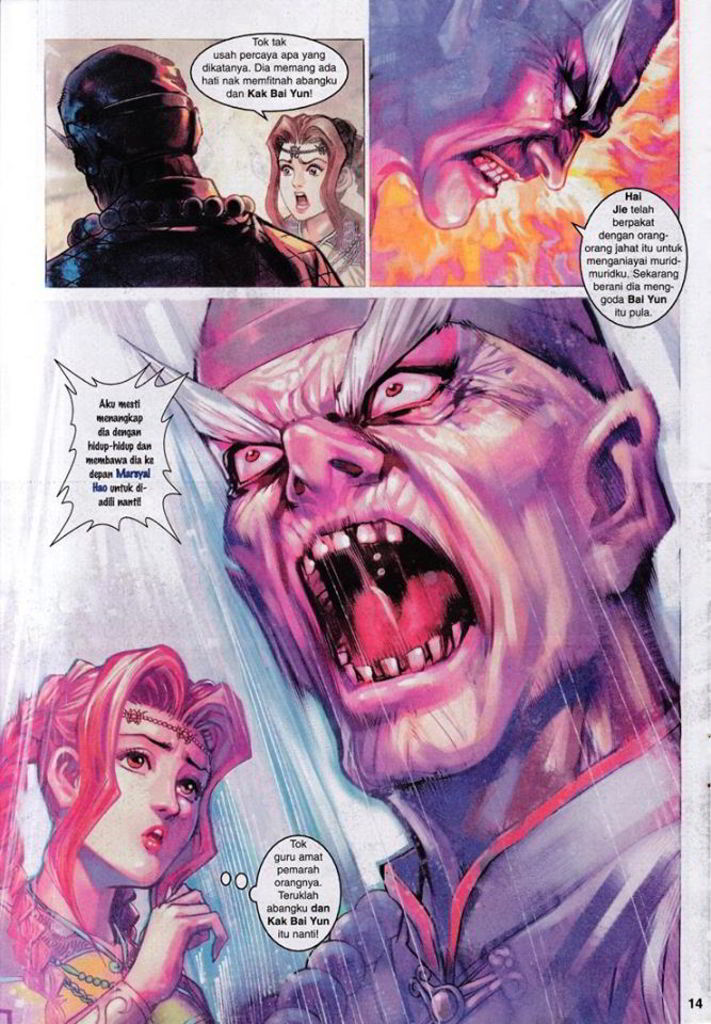 Tok tak
usah percaya apa yang
dikatanya. Dia memang ada
hati nak memfitnah abangku
dan Kak Bai Yun!
Hai
Jie telah
berpakat
dengan orang-
orang jahat itu untuk
menganiayai murid-
muridku. Sekarang
berani dia meng-
goda Bai Yun
itu pula.
Aku mesti
menangkap
dia dengan
hidup-hidup dan
membawa dia ke
depan Marsyal
Hao untuk di-
adili nanti!
Tok
guru amat
pemarah
orangnya.
Teruklah
abangku dan
Kak Bai Yun
itu nanti!
14